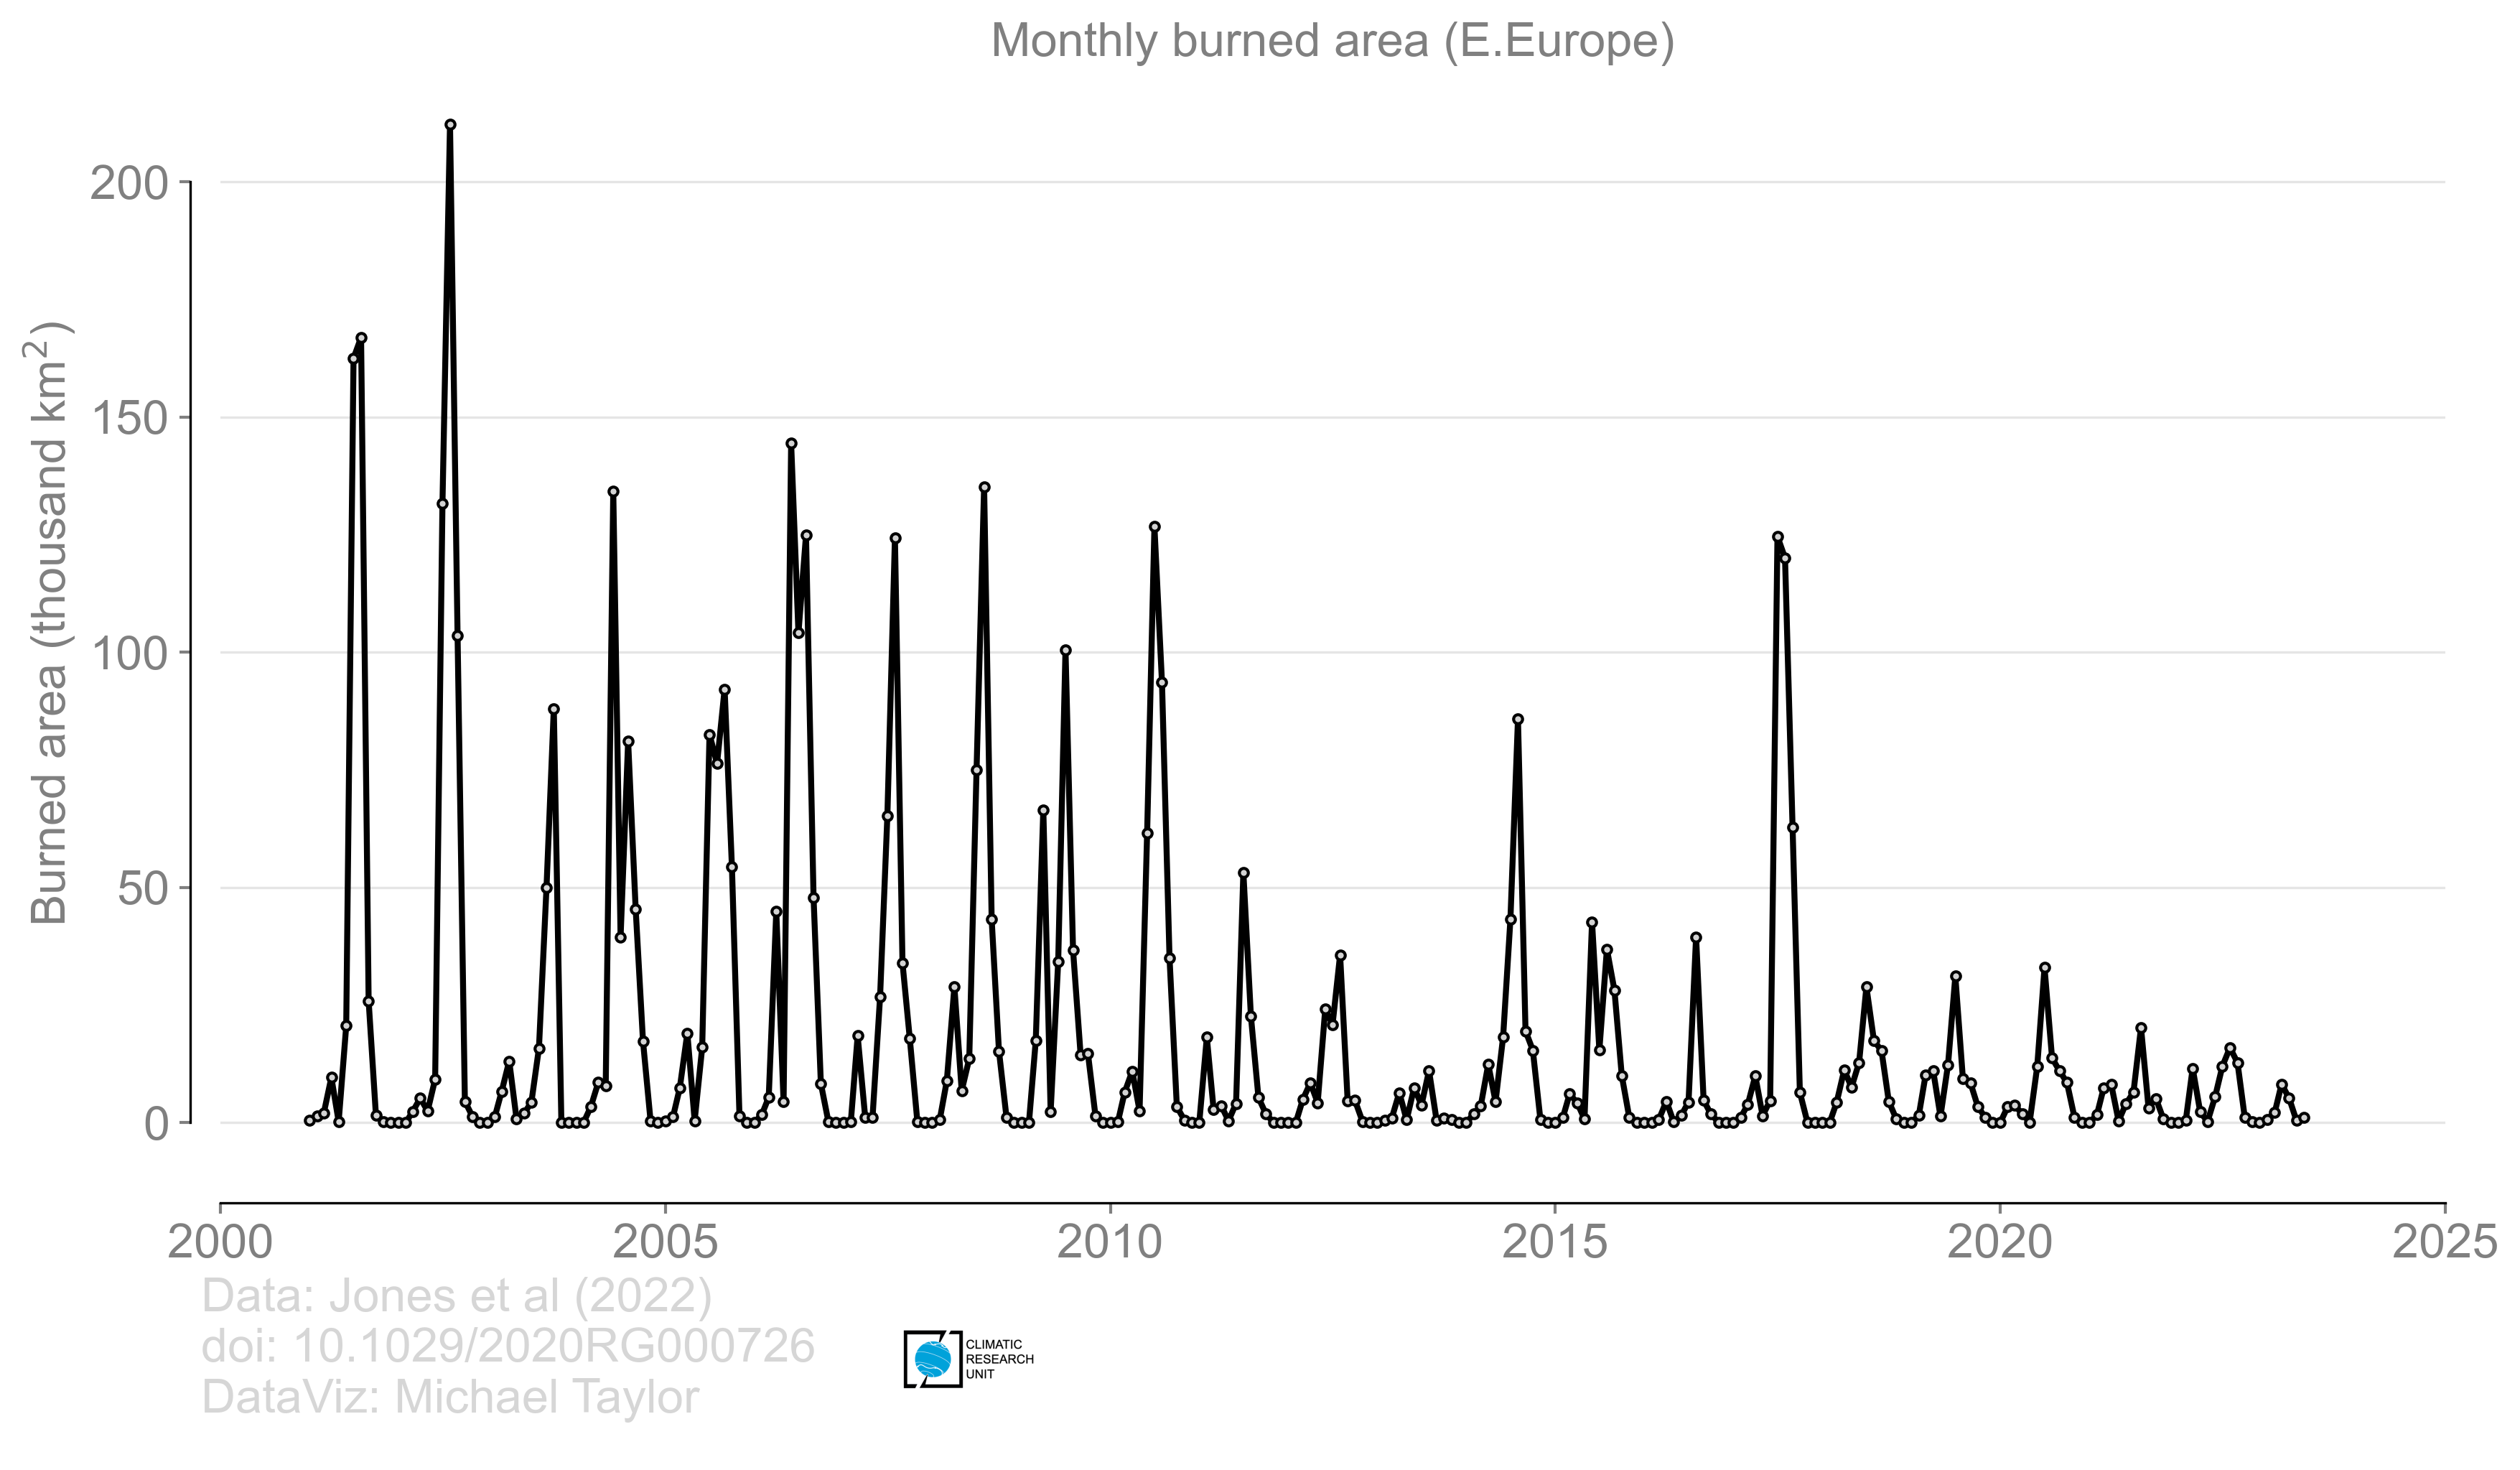 Monthly burned area (E.Europe)
Burned area (thousand km²)
200
150
100
50
0
2000
2005
2010
2015
2020
2025
Data: Jones et al (2022)
doi: 10.1029/2020RG000726
DataViz: Michael Taylor
CLIMATIC
RESEARCH
UNIT